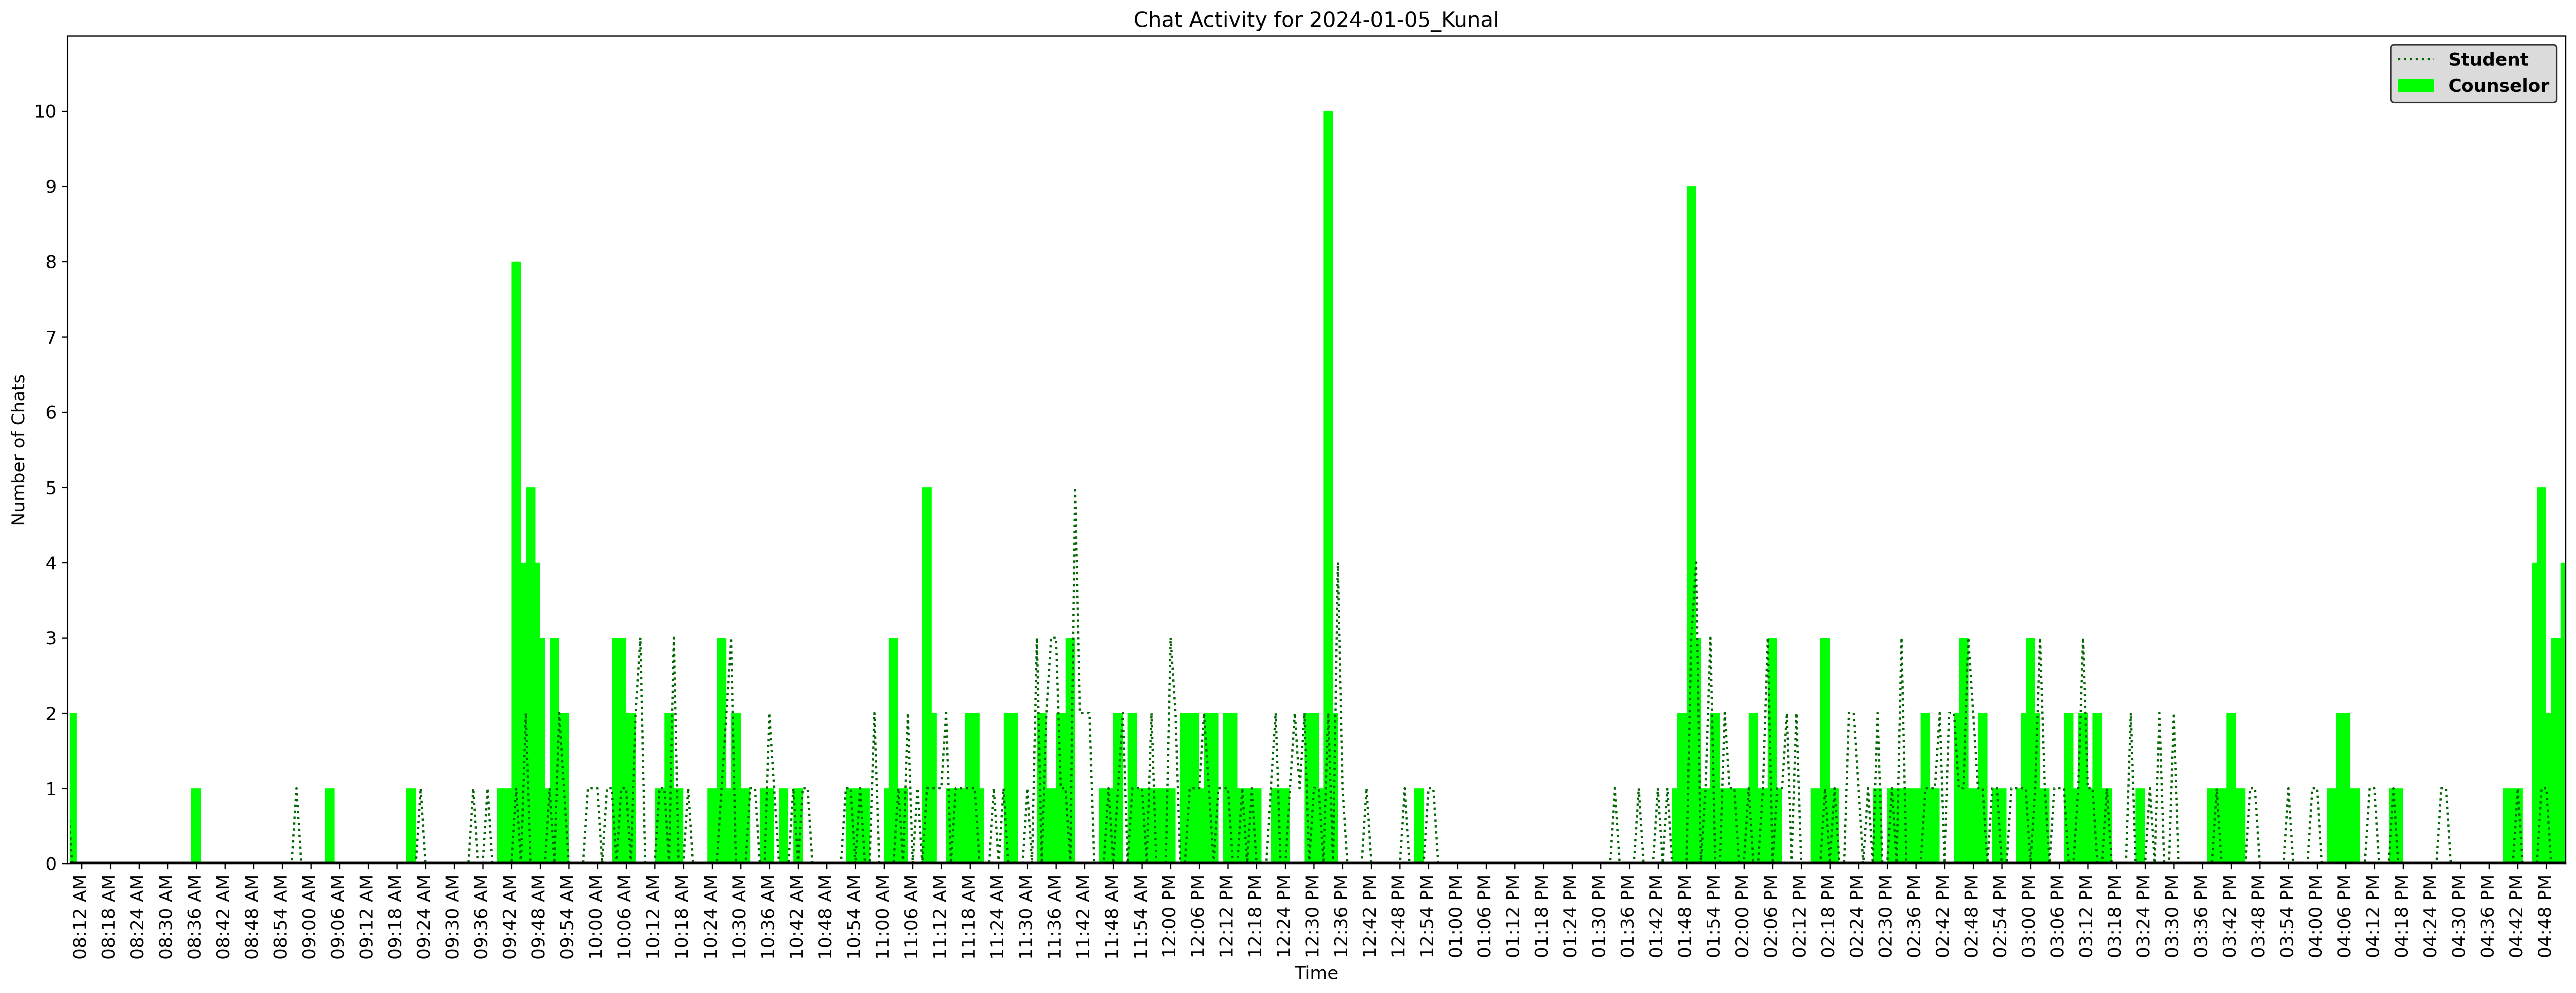 Chat Activity for 2024-01-05_Kunal
Student
Counselor
Number of Chats
10
9
8
7
6
5
4
3
2
1
0
08:12 AM
08:18 AM
08:24 AM
08:30 AM
08:36 AM
08:42 AM
08:48 AM
08:54 AM
09:00 AM
09:06 AM
09:12 AM
09:18 AM
09:24 AM
09:30 AM
09:36 AM
09:42 AM
09:48 AM
09:54 AM
10:00 AM
10:06 AM
10:12 AM
10:18 AM
10:24 AM
10:30 AM
10:36 AM
10:42 AM
10:48 AM
10:54 AM
11:00 AM
11:06 AM
11:12 AM
11:18 AM
11:24 AM
11:30 AM
11:36 AM
11:42 AM
11:48 AM
11:54 AM
12:00 PM
12:06 PM
12:12 PM
12:18 PM
12:24 PM
12:30 PM
12:36 PM
12:42 PM
12:48 PM
12:54 PM
01:00 PM
01:06 PM
01:12 PM
01:18 PM
01:24 PM
01:30 PM
01:36 PM
01:42 PM
01:48 PM
01:54 PM
02:00 PM
02:06 PM
02:12 PM
02:18 PM
02:24 PM
02:30 PM
02:36 PM
02:42 PM
02:48 PM
02:54 PM
03:00 PM
03:06 PM
03:12 PM
03:18 PM
03:24 PM
03:30 PM
03:36 PM
03:42 PM
03:48 PM
03:54 PM
04:00 PM
04:06 PM
04:12 PM
04:18 PM
04:24 PM
04:30 PM
04:36 PM
04:42 PM
04:48 PM
Time